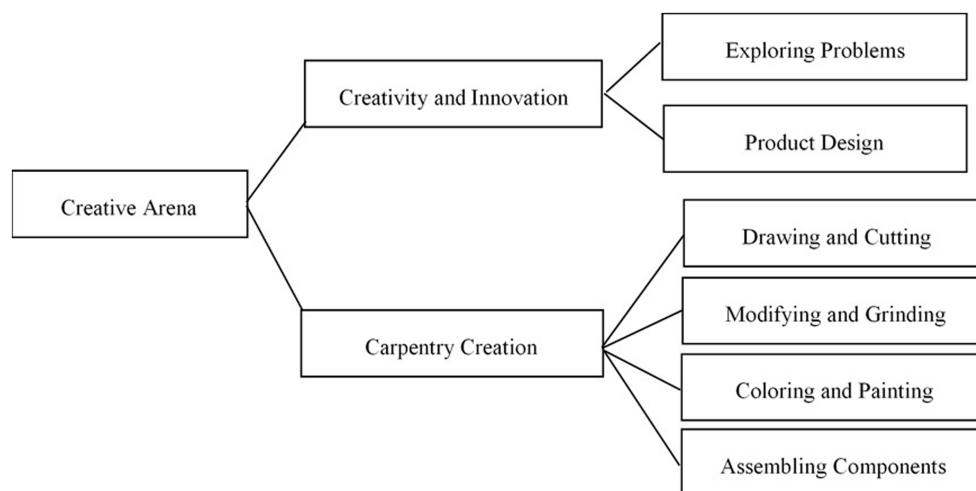 Creative Arena
Creativity and Innovation
Exploring Problems
Product Design
Carpentry Creation
Drawing and Cutting
Modifying and Grinding
Coloring and Painting
Assembling Components